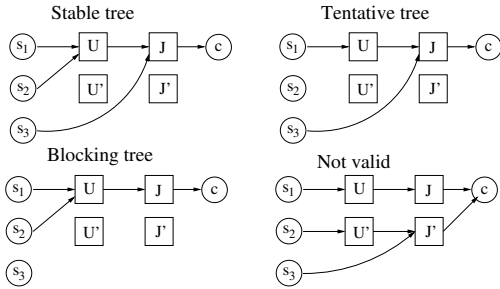 Stable tree
Tentative tree
s1 U J c
s1 U J c
s2 U' J'
s2 U' J'
s3
s3
Blocking tree
Not valid
s1 U J c
s1 U J c
s2 U' J'
s2 U' J'
s3
s3